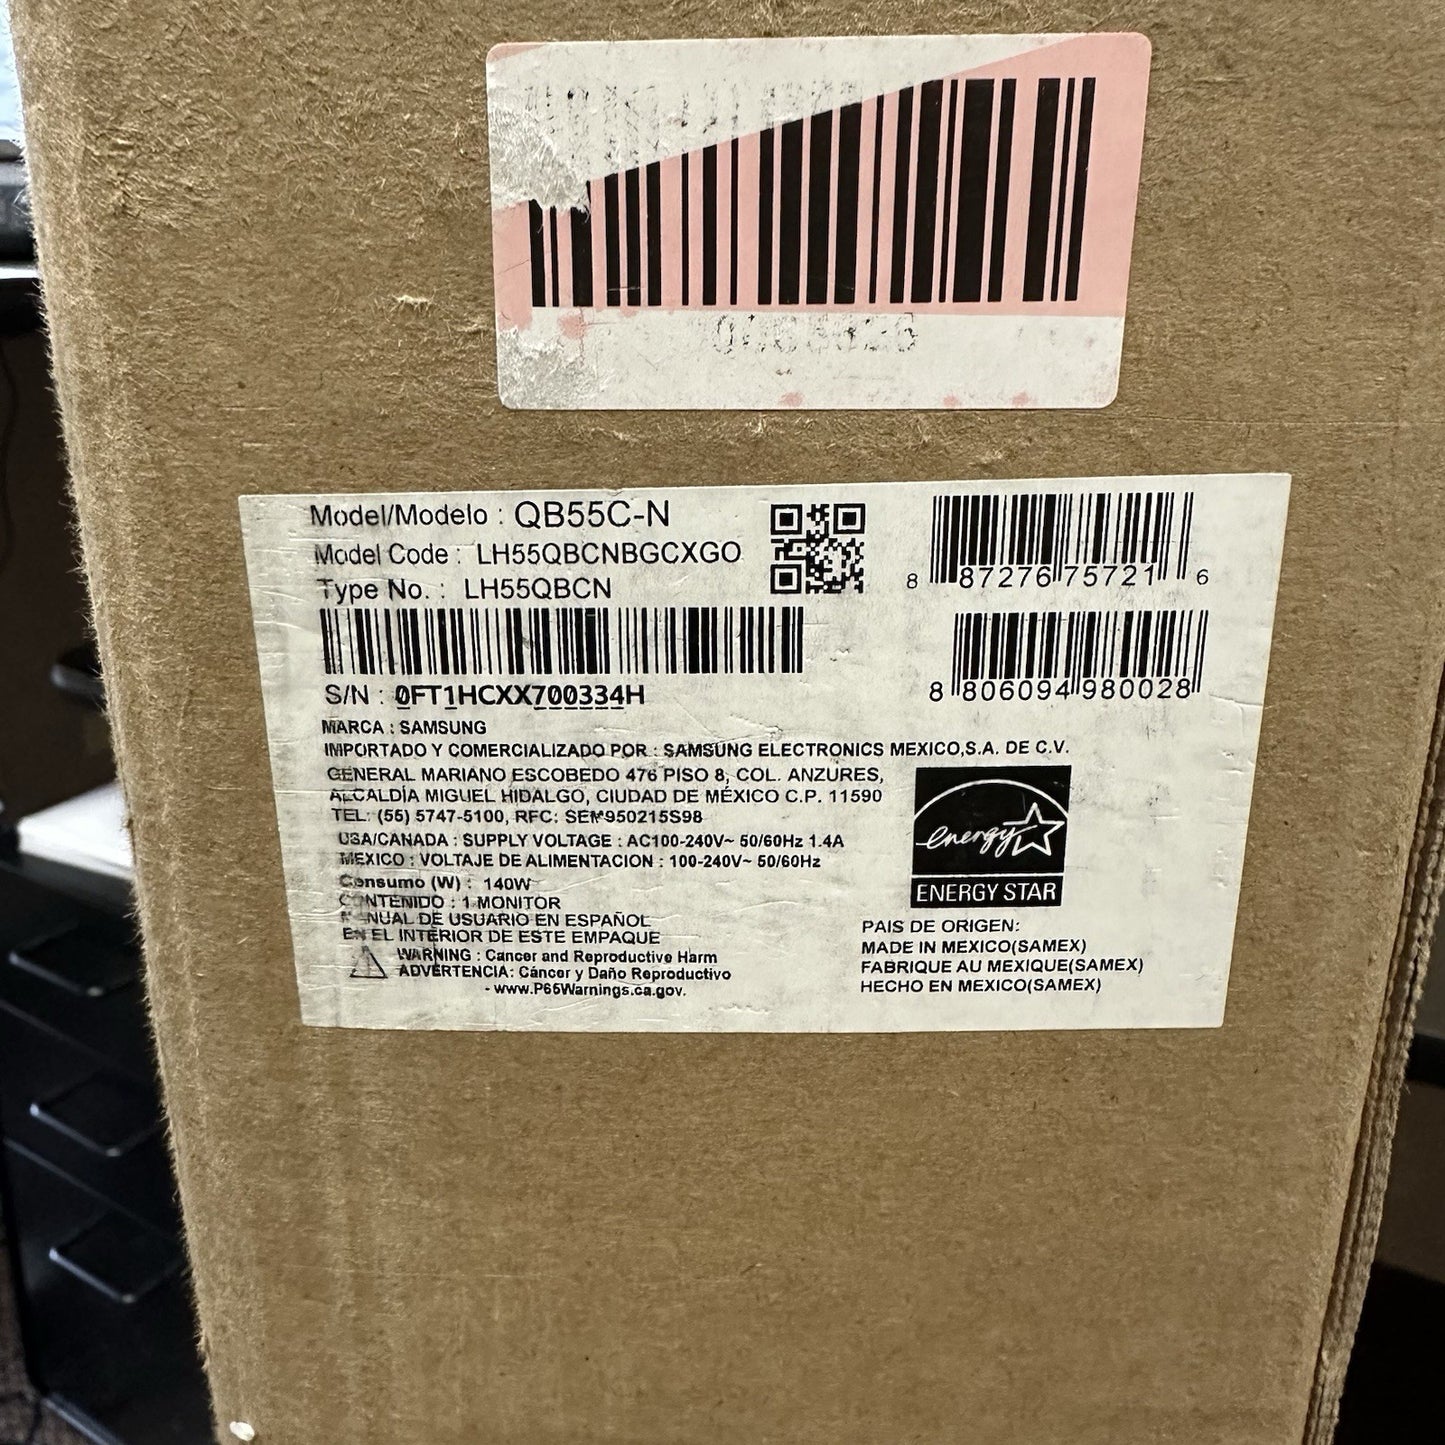 Model/Modelo : QB55C-N
Model Code : LH55QBCNBGCXGO
Type No. : LH55QBCN
8 87276 75721 6
8 806094 980028
S/N : 0FT1HCXX700334H
MARCA : SAMSUNG
IMPORTADO Y COMERCIALIZADO POR : SAMSUNG ELECTRONICS MEXICO,S.A. DE C.V.
GENERAL MARIANO ESCOBEDO 476 PISO 8, COL. ANZURES,
ALCALDÍA MIGUEL HIDALGO, CIUDAD DE MÉXICO C.P. 11590
TEL: (55) 5747-5100, RFC: SEM950215S98
USA/CANADA : SUPPLY VOLTAGE : AC100-240V~ 50/60Hz 1.4A
MEXICO : VOLTAJE DE ALIMENTACION : 100-240V~ 50/60Hz
Consumo (W) : 140W
CONTENIDO : 1 MONITOR
MANUAL DE USUARIO EN ESPAÑOL
EN EL INTERIOR DE ESTE EMPAQUE
WARNING : Cancer and Reproductive Harm
ADVERTENCIA: Cáncer y Daño Reproductivo
- www.P65Warnings.ca.gov.
energy
ENERGY STAR
PAIS DE ORIGEN:
MADE IN MEXICO(SAMEX)
FABRIQUE AU MEXIQUE(SAMEX)
HECHO EN MEXICO(SAMEX)